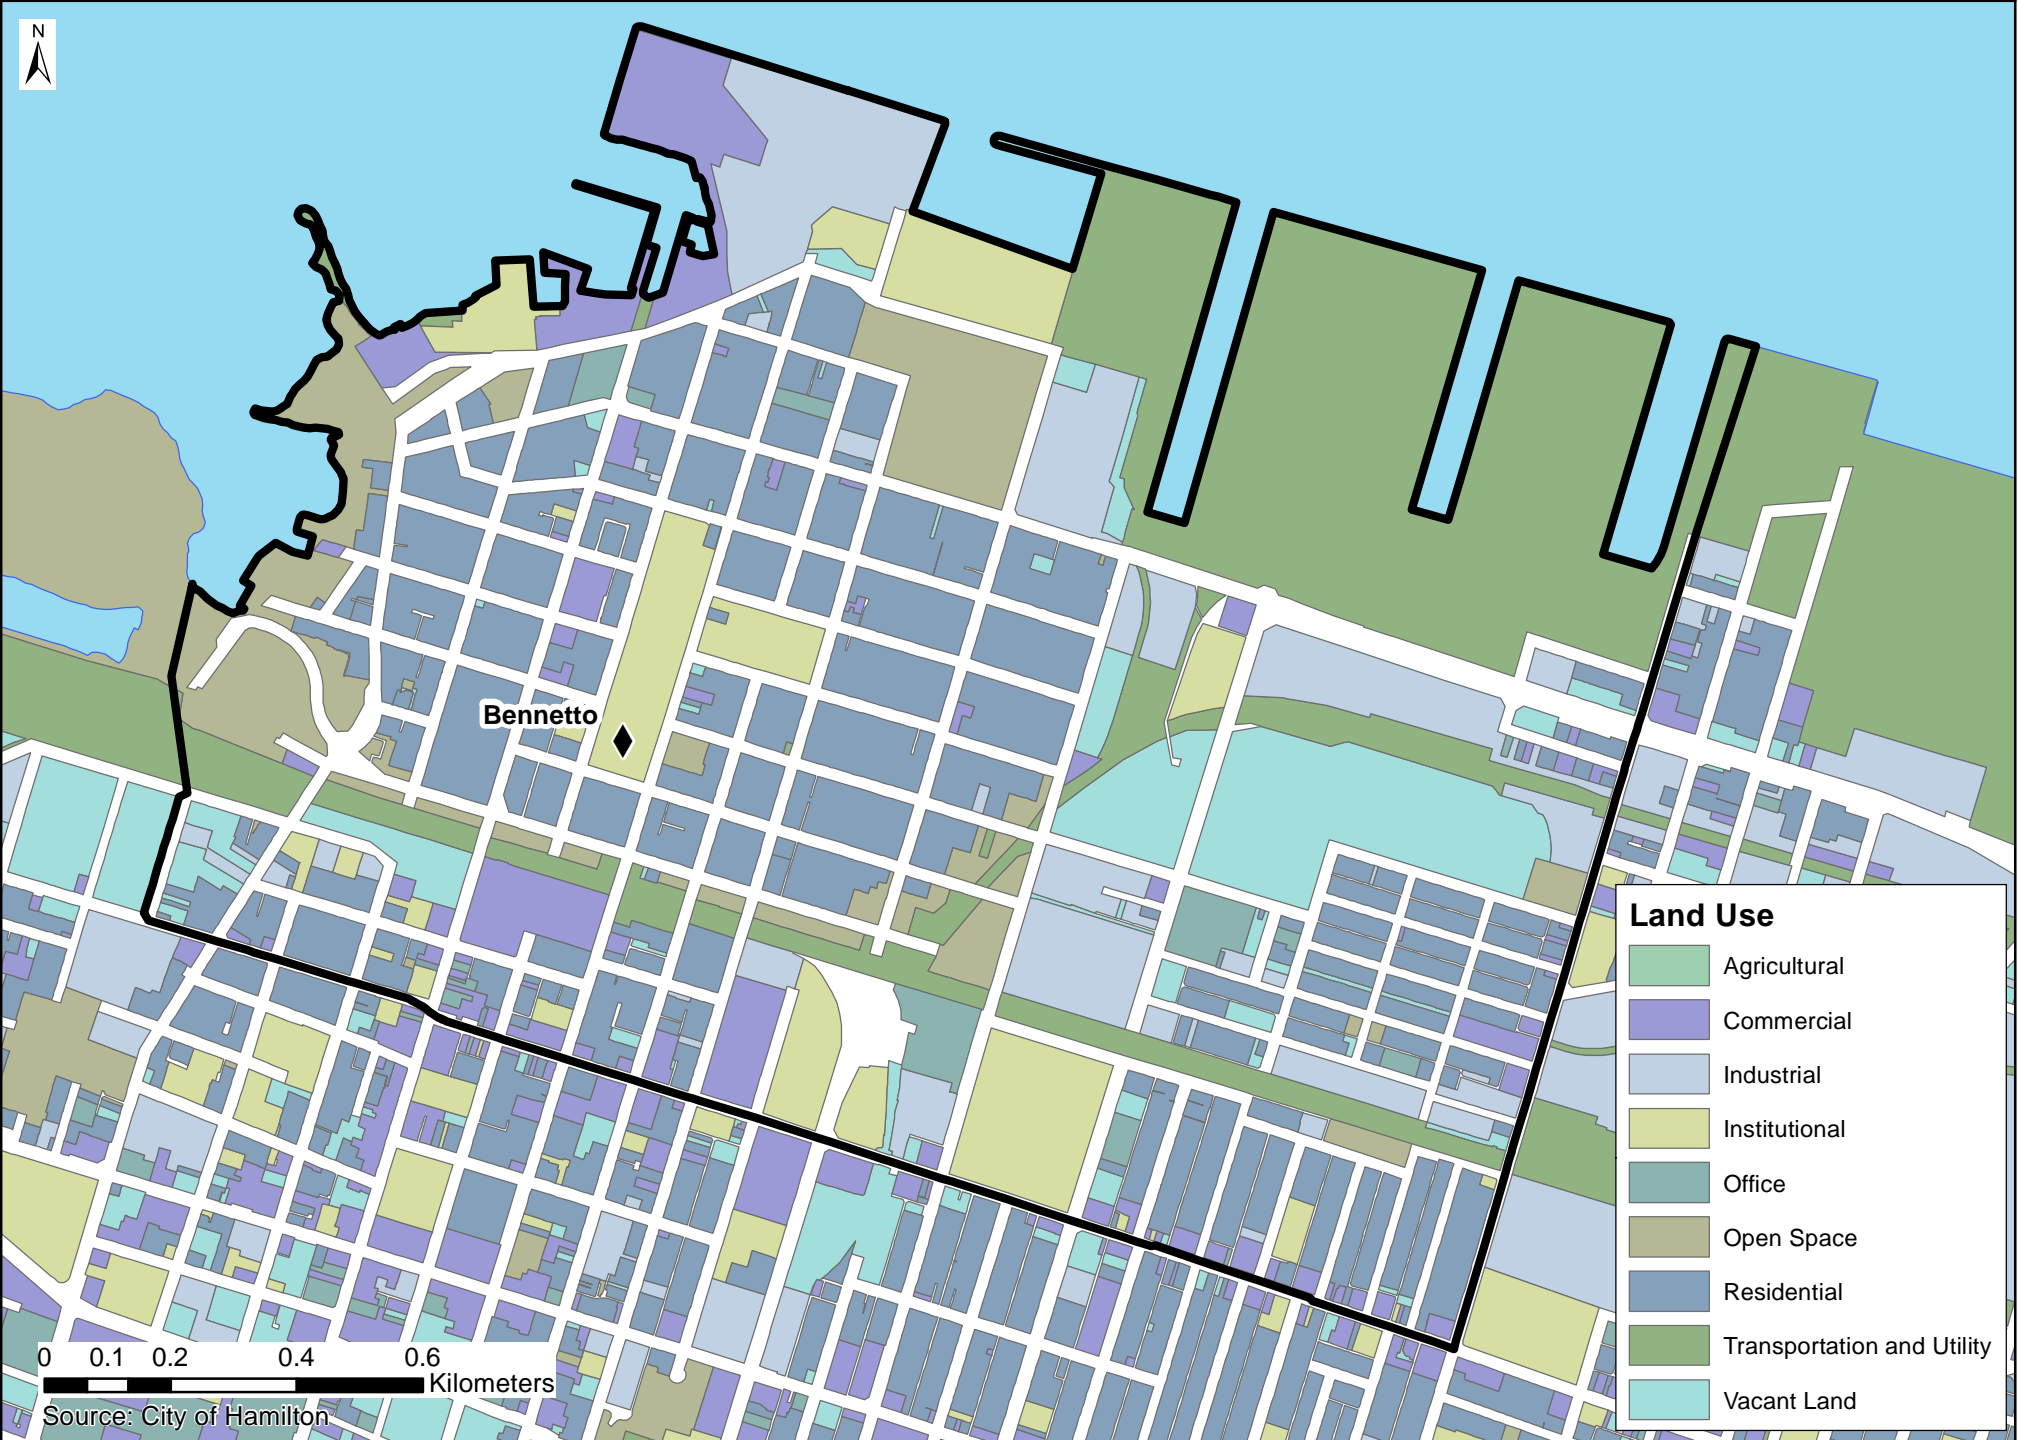 N
Bennetto
Land Use
Agricultural
Commercial
Industrial
Institutional
Office
Open Space
Residential
Transportation and Utility
Vacant Land
0 0.1 0.2 0.4 0.6
Kilometers
Source: City of Hamilton